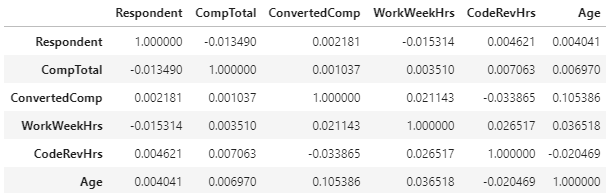 Respondent CompTotal ConvertedComp WorkWeekHrs CodeRevHrs Age
Respondent 1.000000 -0.013490 0.002181 -0.015314 0.004621 0.004041
CompTotal -0.013490 1.000000 0.001037 0.003510 0.007063 0.006970
ConvertedComp 0.002181 0.001037 1.000000 0.021143 -0.033865 0.105386
WorkWeekHrs -0.015314 0.003510 0.021143 1.000000 0.026517 0.036518
CodeRevHrs 0.004621 0.007063 -0.033865 0.026517 1.000000 -0.020469
Age 0.004041 0.006970 0.105386 0.036518 -0.020469 1.000000